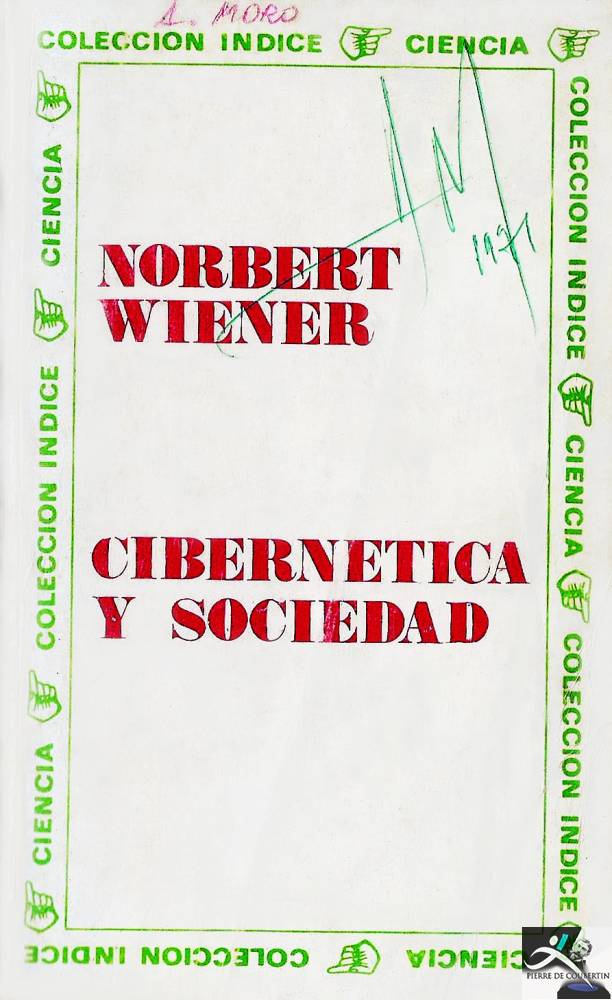 A. MORO
COLECCION INDICE CIENCIA
COLECCION INDICE CIENCIA COLECCION INDICE
CIENCIA COLECCION INDICE
CIENCIA COLECCION INDICE CIENCIA
AM
1971
NORBERT
WIENER
CIBERNETICA
Y SOCIEDAD
PIERRE DE COUBERTIN